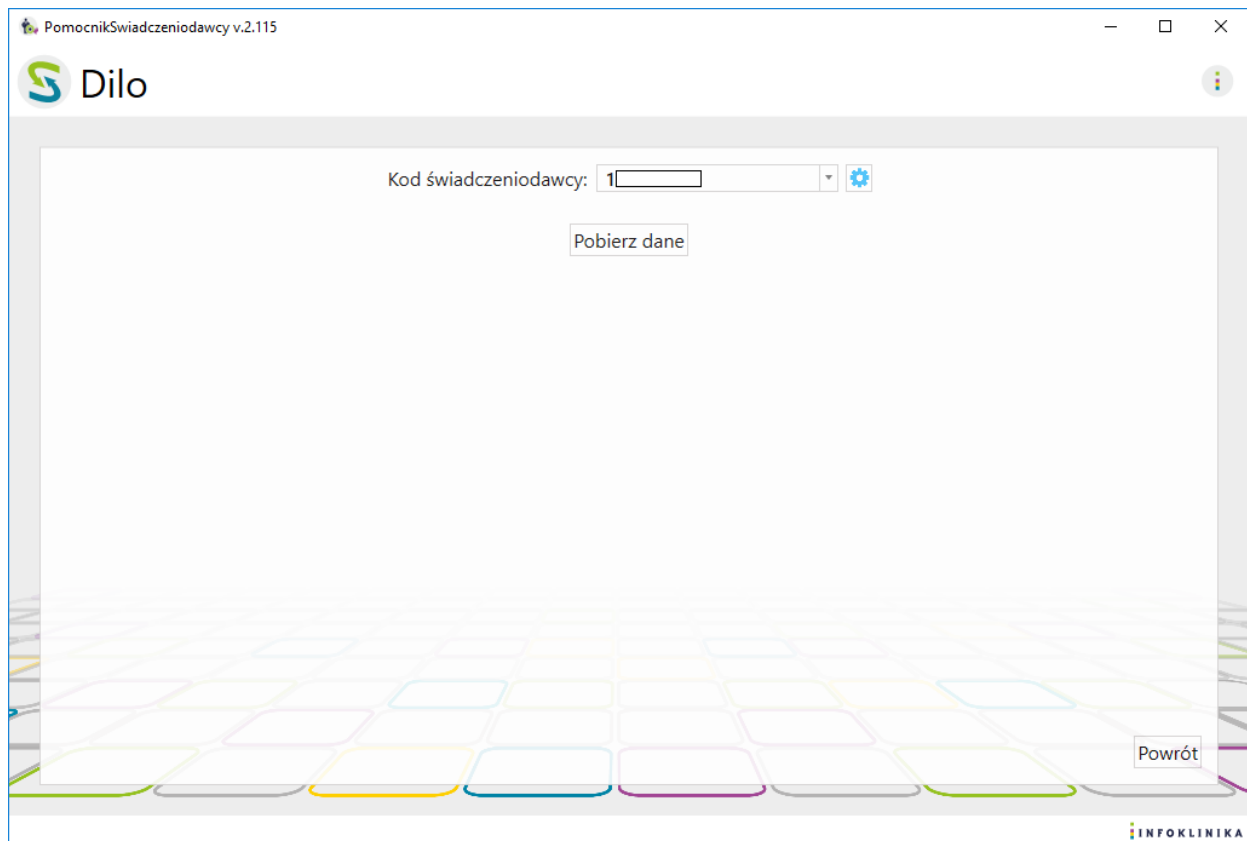 PomocnikSwiadczeniodawcy v.2.115
Dilo
Kod świadczeniodawcy: 1
Pobierz dane
Powrót
INFOKLINIKA